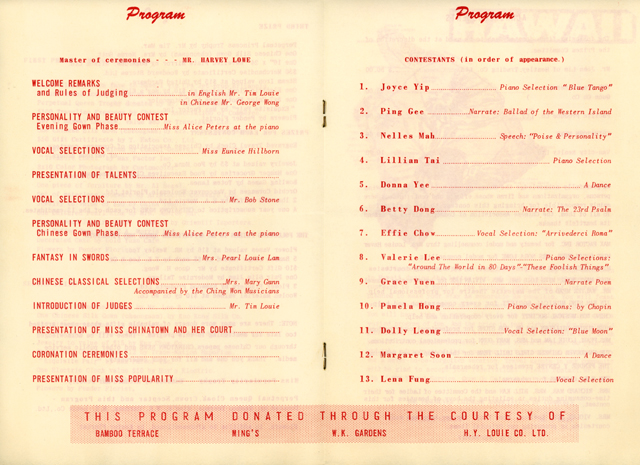 Program
Master of ceremonies - - - MR. HARVEY LOWE
WELCOME REMARKS
and Rules of Judging in English Mr. Tim Louie
in Chinese Mr. George Wong
PERSONALITY AND BEAUTY CONTEST
Evening Gown Phase Miss Alice Peters at the piano
VOCAL SELECTIONS Miss Eunice Hillborn
PRESENTATION OF TALENTS
VOCAL SELECTIONS Mr. Bob Stone
PERSONALITY AND BEAUTY CONTEST
Chinese Gown Phase Miss Alice Peters at the piano
FANTASY IN SWORDS Mrs. Pearl Louie Lam
CHINESE CLASSICAL SELECTIONS Mrs. Mary Gann
Accompanied by the Ching Won Musicians
INTRODUCTION OF JUDGES Mr. Tim Louie
PRESENTATION OF MISS CHINATOWN AND HER COURT
CORONATION CEREMONIES
PRESENTATION OF MISS POPULARITY
Program
CONTESTANTS (in order of appearance.)
1. Joyce Yip Piano Selection "Blue Tango"
2. Ping Gee Narrate: Ballad of the Western Island
3. Nelles Mah Speech: "Poise & Personality"
4. Lillian Tai Piano Selection
5. Donna Yee A Dance
6. Betty Dong Narrate: The 23rd Psalm
7. Effie Chow Vocal Selection: "Arrivederci Roma"
8. Valerie Lee Piano Selections:
"Around The World in 80 Days"-"These Foolish Things"
9. Grace Yuen Narrate Poem
10. Pamela Hong Piano Selections: by Chopin
11. Dolly Leong Vocal Selection: "Blue Moon"
12. Margaret Soon A Dance
13. Lena Fung Vocal Selection
THIS PROGRAM DONATED THROUGH THE COURTESY OF
BAMBOO TERRACE MING'S W.K. GARDENS H.Y. LOUIE CO. LTD.